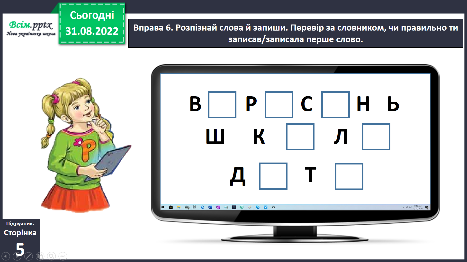 Всім.pptx
Нова українська школа
Сьогодні
31.08.2022
Вправа 6. Розпізнай слова й запиши. Перевір за словником, чи правильно ти
записав/записала перше слово.
В Р С Н Ь
Ш К Л
Д Т
Р
Підручник.
Сторінка
5